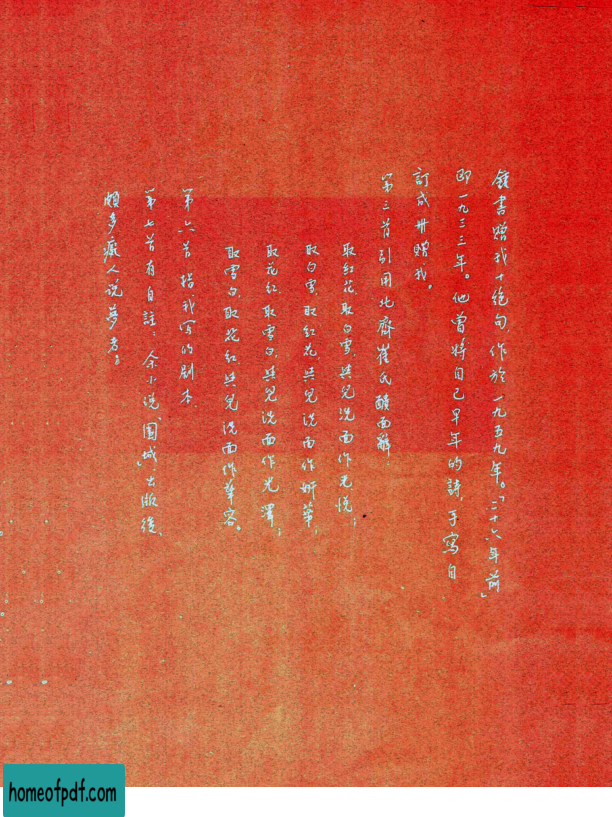 鍾書贈我十絕句，作於一九五九年。「二十六年前」
即一九三三年。他曾將自己早年的詩，手寫自
訂成冊贈我。
第三首引用北齊崔氏靧面辭：
取紅花，取白雪，與兒洗面作光悅；
取白雪，取紅花，與兒洗面作妍華；
取花紅，取雪白，與兒洗面作光澤；
取雪白，取花紅，與兒洗面作華容。
第六首指我寫的劇本
第七首有自註：余小說《圍城》出版後，
頗多癡人說夢者。
homeofpdf.com